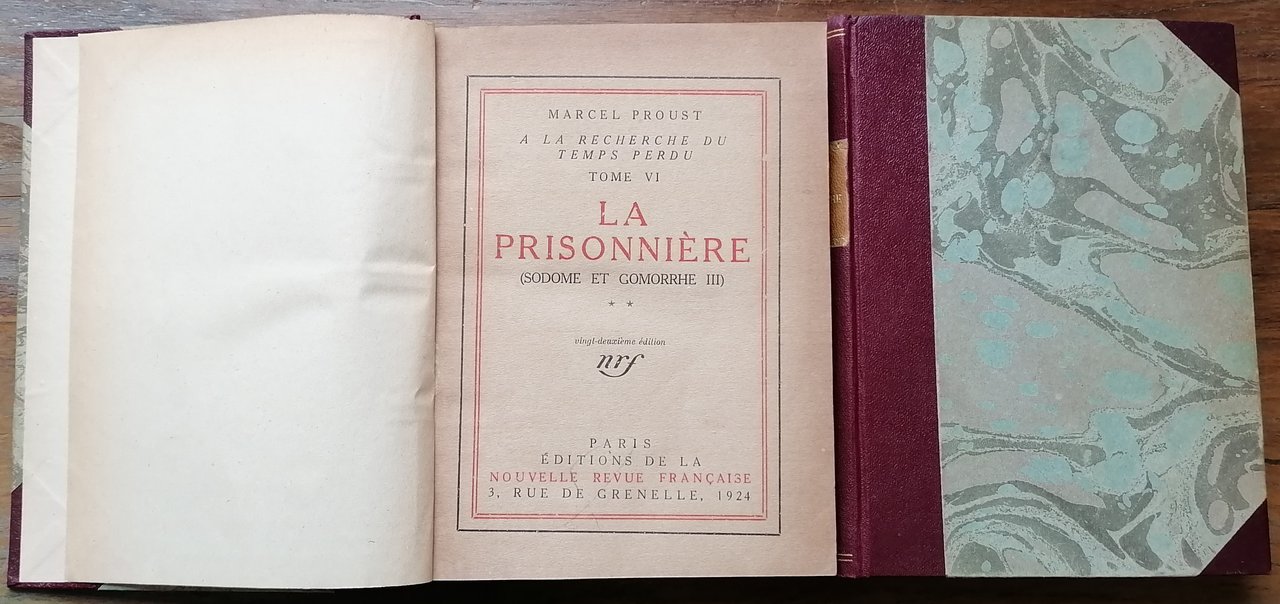 MARCEL PROUST
A LA RECHERCHE DU
TEMPS PERDU
TOME VI
LA
PRISONNIÈRE
(SODOME ET GOMORRHE III)
* *
vingt-deuxième édition
nrf
PARIS
ÉDITIONS DE LA
NOUVELLE REVUE FRANÇAISE
3, RUE DE GRENELLE, 1924